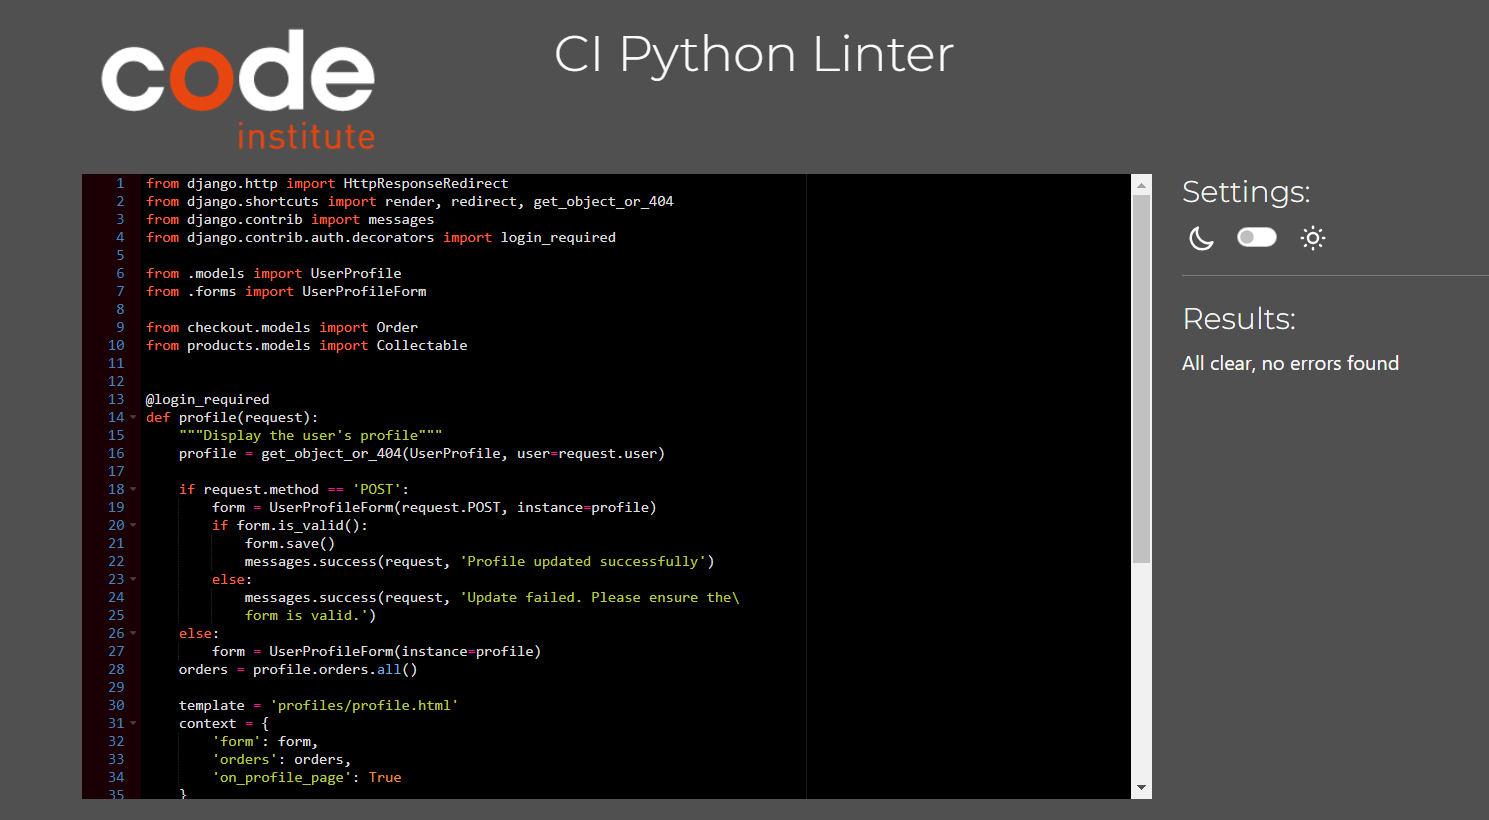 code
institute
CI Python Linter
1 from django.http import HttpResponseRedirect
2 from django.shortcuts import render, redirect, get_object_or_404
3 from django.contrib import messages
4 from django.contrib.auth.decorators import login_required
5
6 from .models import UserProfile
7 from .forms import UserProfileForm
8
9 from checkout.models import Order
10 from products.models import Collectable
11
12
13 @login_required
14 def profile(request):
15     """Display the user's profile"""
16     profile = get_object_or_404(UserProfile, user=request.user)
17
18     if request.method == 'POST':
19         form = UserProfileForm(request.POST, instance=profile)
20         if form.is_valid():
21             form.save()
22             messages.success(request, 'Profile updated successfully')
23         else:
24             messages.success(request, 'Update failed. Please ensure the\
25             form is valid.')
26     else:
27         form = UserProfileForm(instance=profile)
28     orders = profile.orders.all()
29
30     template = 'profiles/profile.html'
31     context = {
32         'form': form,
33         'orders': orders,
34         'on_profile_page': True
35     }
Settings:
Results:
All clear, no errors found